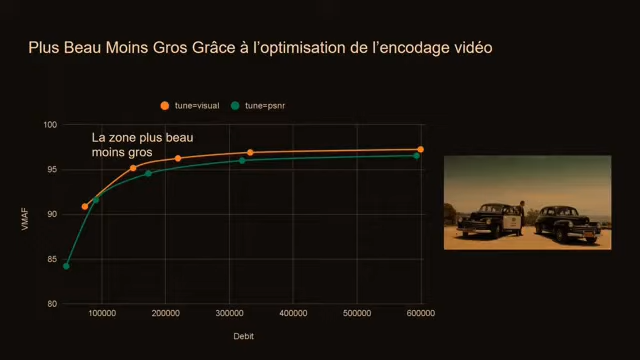 Plus Beau Moins Gros Grâce à l'optimisation de l'encodage vidéo
tune=visual tune=psnr
La zone plus beau
moins gros
100
95
90
85
80
VMAF
100000 200000 300000 400000 500000 600000
Debit